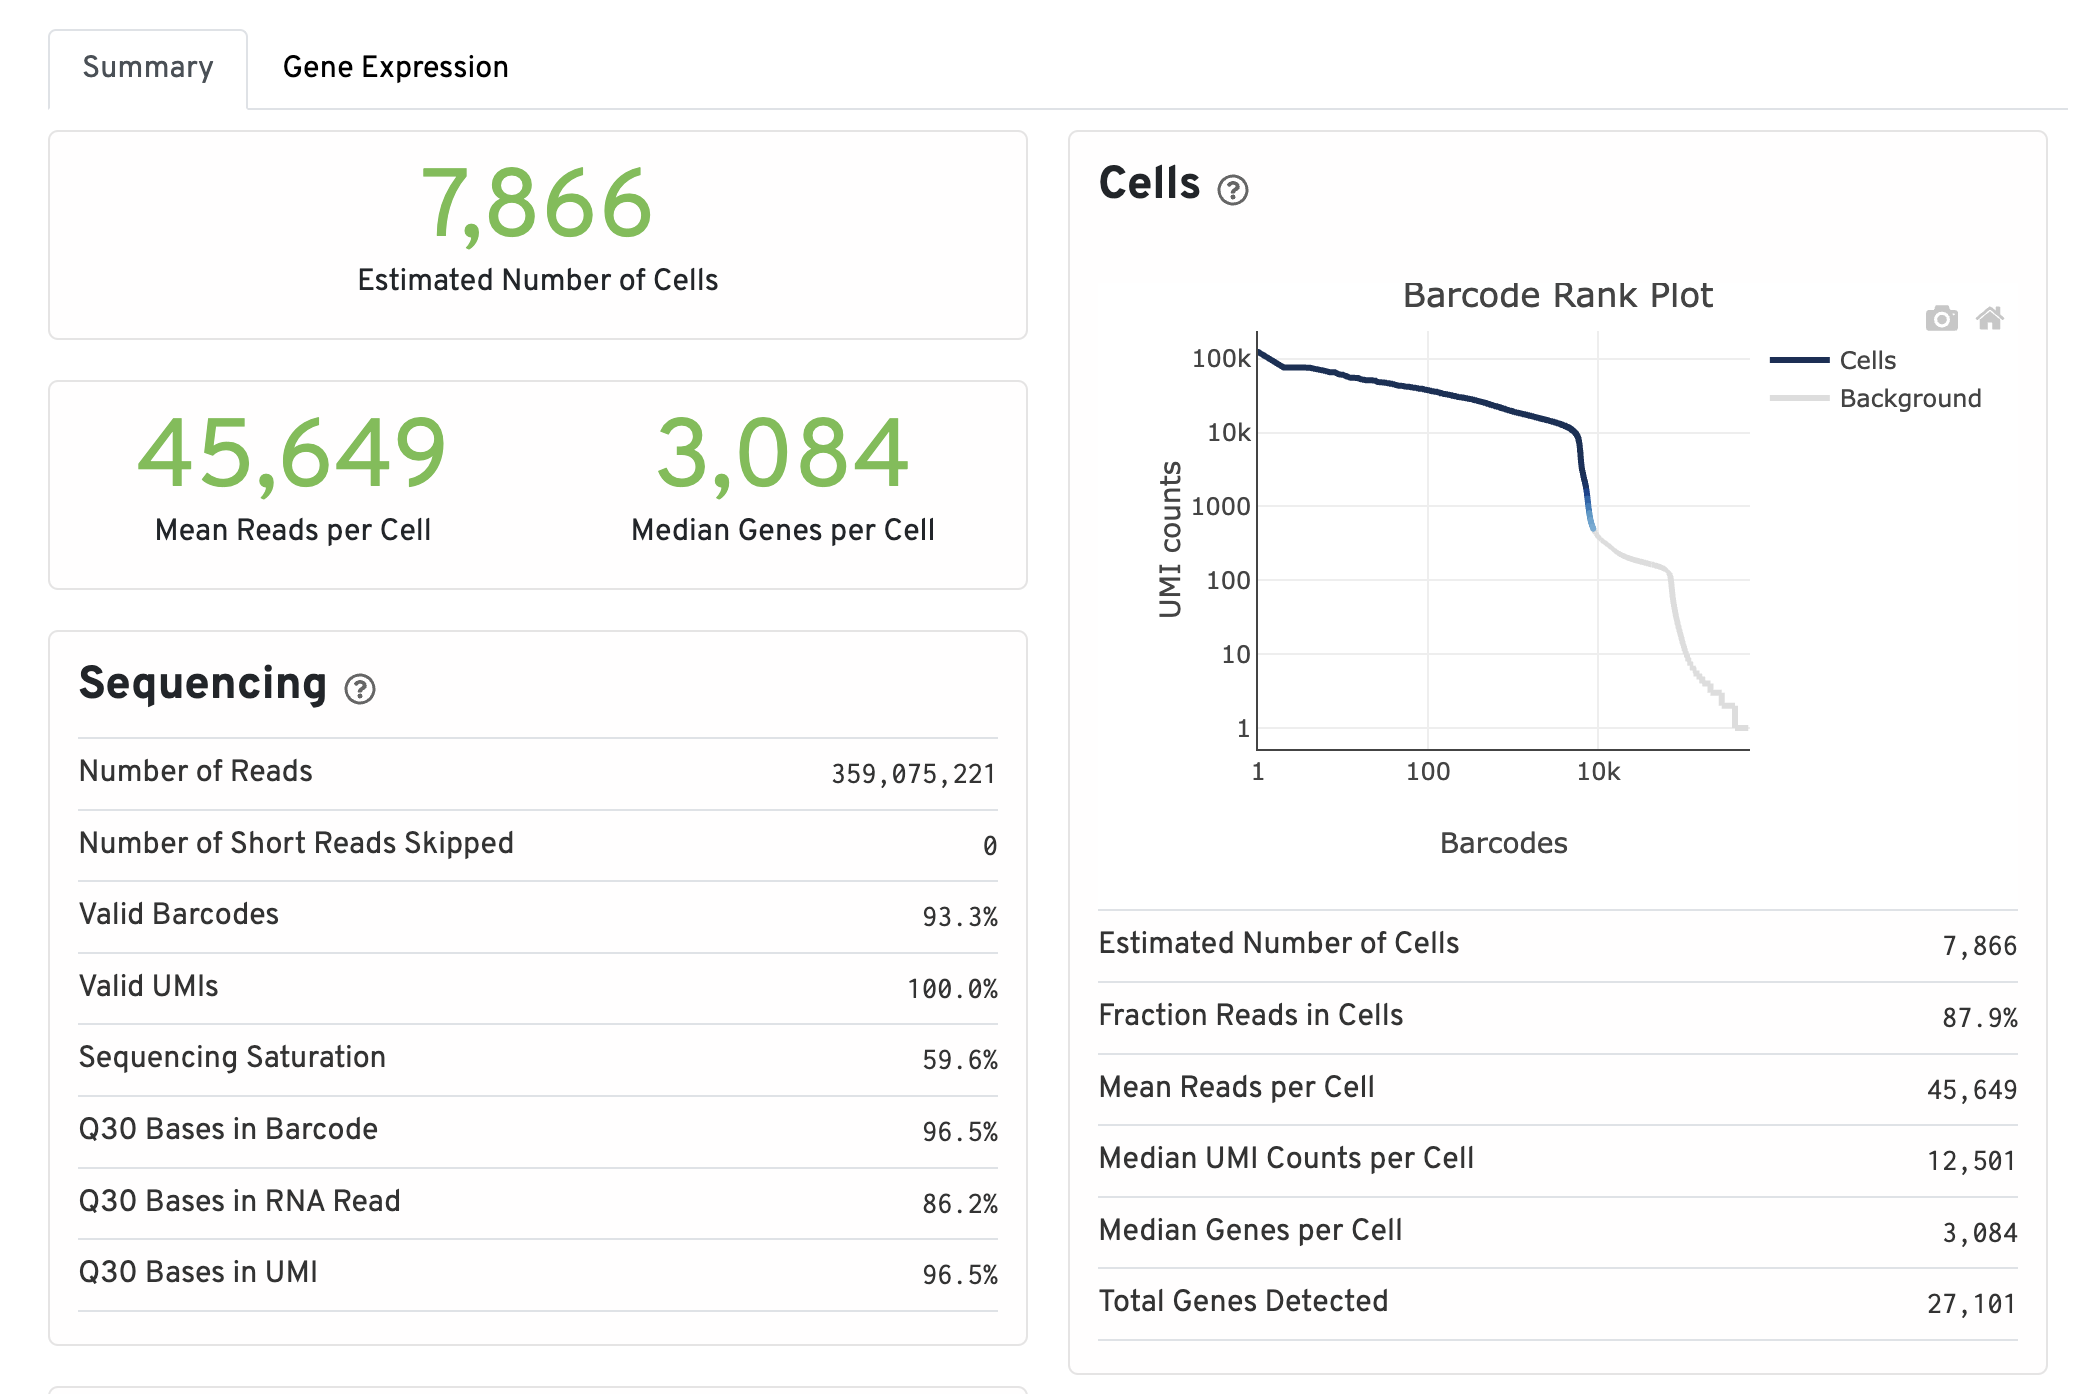 Summary
Gene Expression
7,866
Estimated Number of Cells
45,649
Mean Reads per Cell
3,084
Median Genes per Cell
Sequencing ?
Number of Reads 359,075,221
Number of Short Reads Skipped 0
Valid Barcodes 93.3%
Valid UMIs 100.0%
Sequencing Saturation 59.6%
Q30 Bases in Barcode 96.5%
Q30 Bases in RNA Read 86.2%
Q30 Bases in UMI 96.5%
Cells ?
Barcode Rank Plot
Cells
Background
UMI counts
100k
10k
1000
100
10
1
1 100 10k
Barcodes
Estimated Number of Cells 7,866
Fraction Reads in Cells 87.9%
Mean Reads per Cell 45,649
Median UMI Counts per Cell 12,501
Median Genes per Cell 3,084
Total Genes Detected 27,101